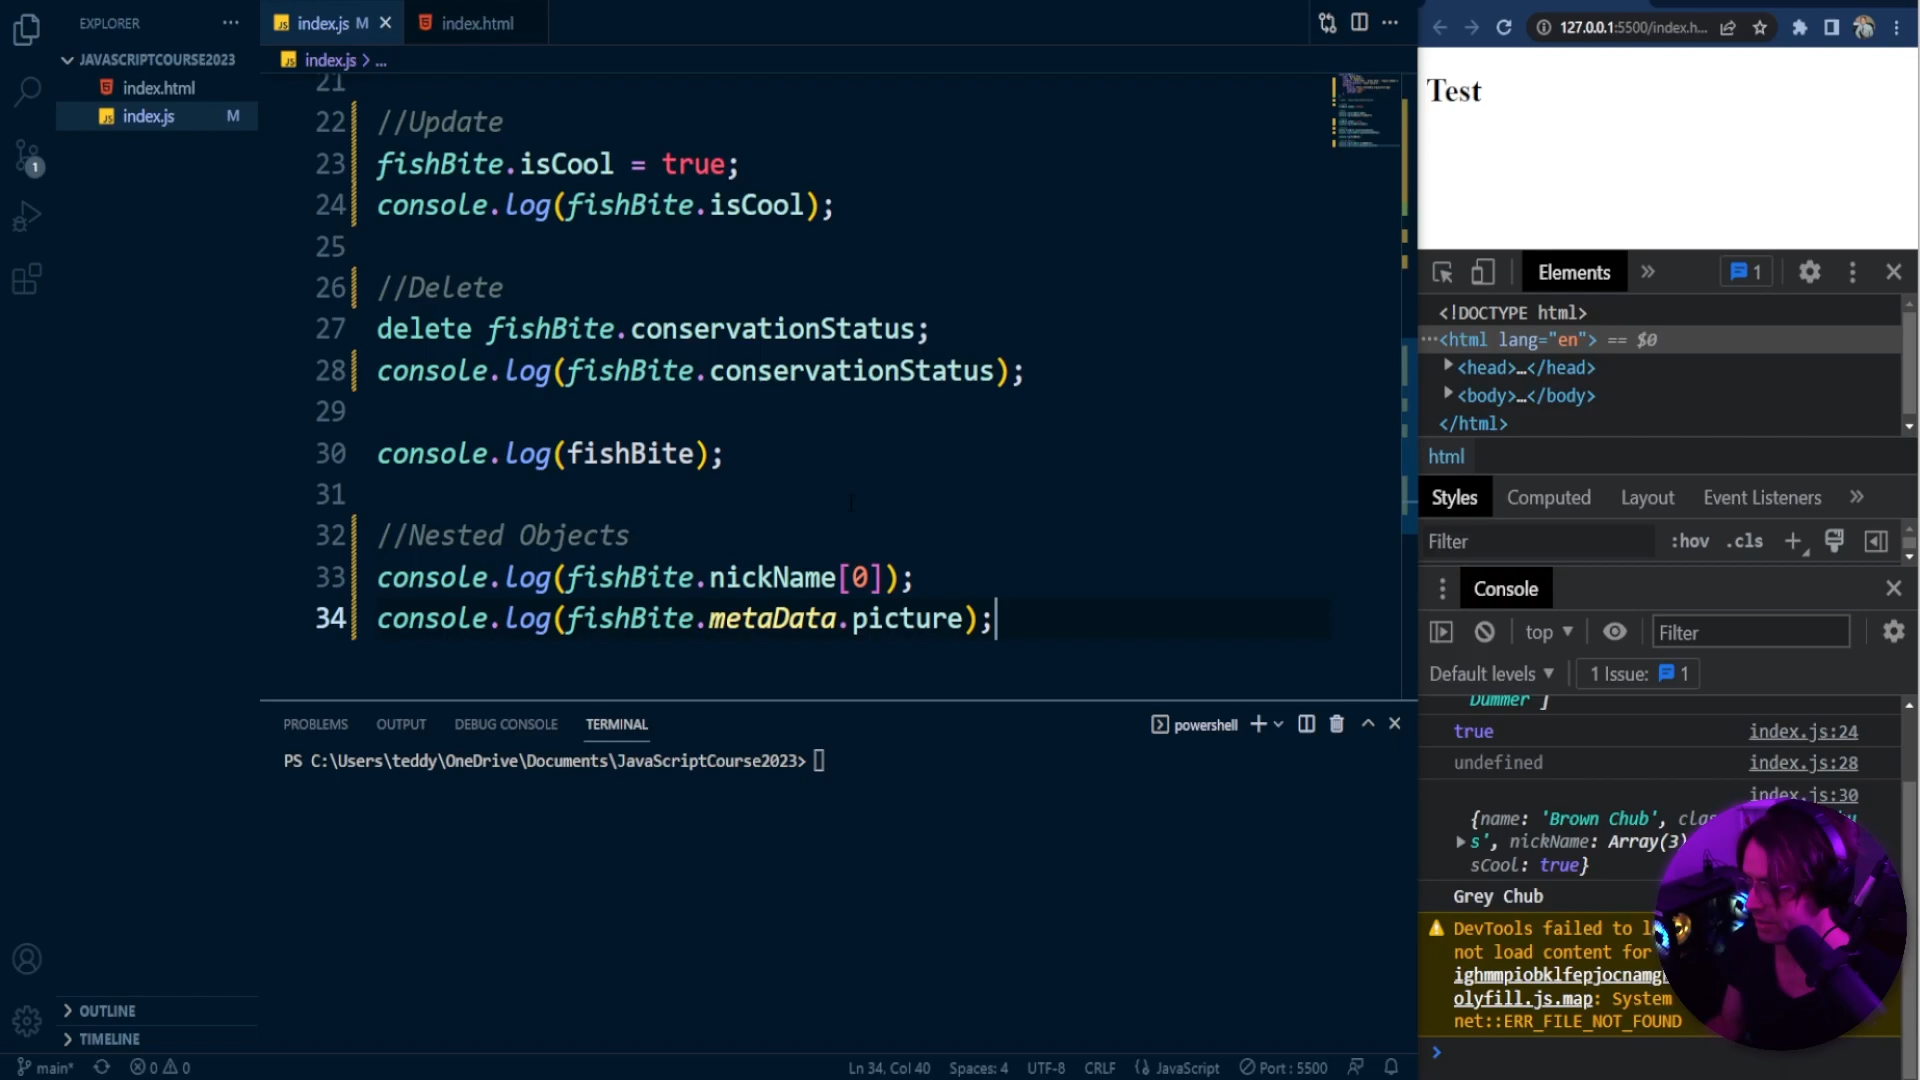 EXPLORER
JAVASCRIPTCOURSE2023
index.html
index.js M
1
index.js M
index.html
index.js > ...
21
22 //Update
23 fishBite.isCool = true;
24 console.log(fishBite.isCool);
25
26 //Delete
27 delete fishBite.conservationStatus;
28 console.log(fishBite.conservationStatus);
29
30 console.log(fishBite);
31
32 //Nested Objects
33 console.log(fishBite.nickName[0]);
34 console.log(fishBite.metaData.picture);
PROBLEMS OUTPUT DEBUG CONSOLE TERMINAL
powershell
PS C:\Users\teddy\OneDrive\Documents\JavaScriptCourse2023>
OUTLINE
TIMELINE
main* 0 0
Ln 34, Col 40 Spaces: 4 UTF-8 CRLF JavaScript Port : 5500
127.0.0.1:5500/index.h...
Test
Elements 1
<!DOCTYPE html>
...<html lang="en"> == $0
<head>…</head>
<body>…</body>
</html>
html
Styles Computed Layout Event Listeners
Filter :hov .cls
Console
top Filter
Default levels 1 Issue: 1
Dummer ]
true index.js:24
undefined index.js:28
index.js:30
{name: 'Brown Chub', clas
s', nickName: Array(3)
sCool: true}
Grey Chub
DevTools failed to l
not load content for
ighmmpiobklfepjocnamg
olyfill.js.map: System
net::ERR_FILE_NOT_FOUND